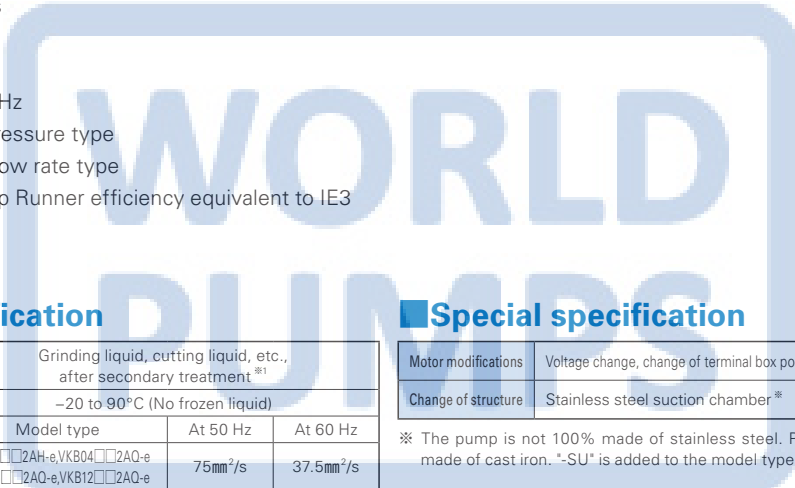 Hz
ressure type
ow rate type
p Runner efficiency equivalent to IE3
WORLD
PUMPS
ication
Grinding liquid, cutting liquid, etc.,
after secondary treatment ※1
−20 to 90°C (No frozen liquid)
Model type At 50 Hz At 60 Hz
□□2AH-e,VKB04□□2AQ-e
□□2AQ-e,VKB12□□2AQ-e
75mm²/s 37.5mm²/s
■Special specification
Motor modifications Voltage change, change of terminal box po
Change of structure Stainless steel suction chamber※
※ The pump is not 100% made of stainless steel. P
made of cast iron. "-SU" is added to the model type